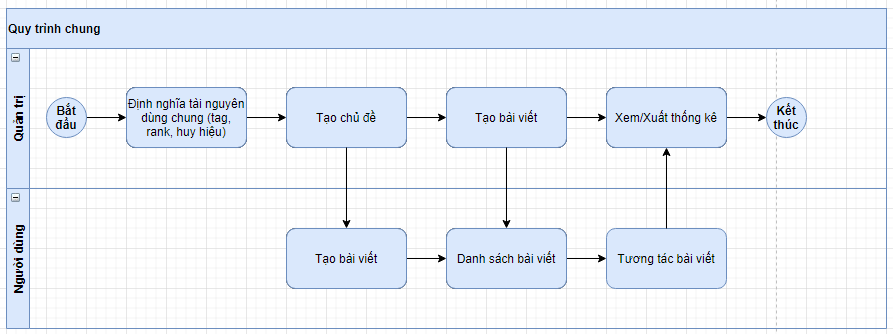 Quy trình chung
Quản trị
Bắt
đầu
Định nghĩa tài nguyên
dùng chung (tag,
rank, huy hiệu)
Tạo chủ đề
Tạo bài viết
Xem/Xuất thống kê
Kết
thúc
Người dùng
Tạo bài viết
Danh sách bài viết
Tương tác bài viết